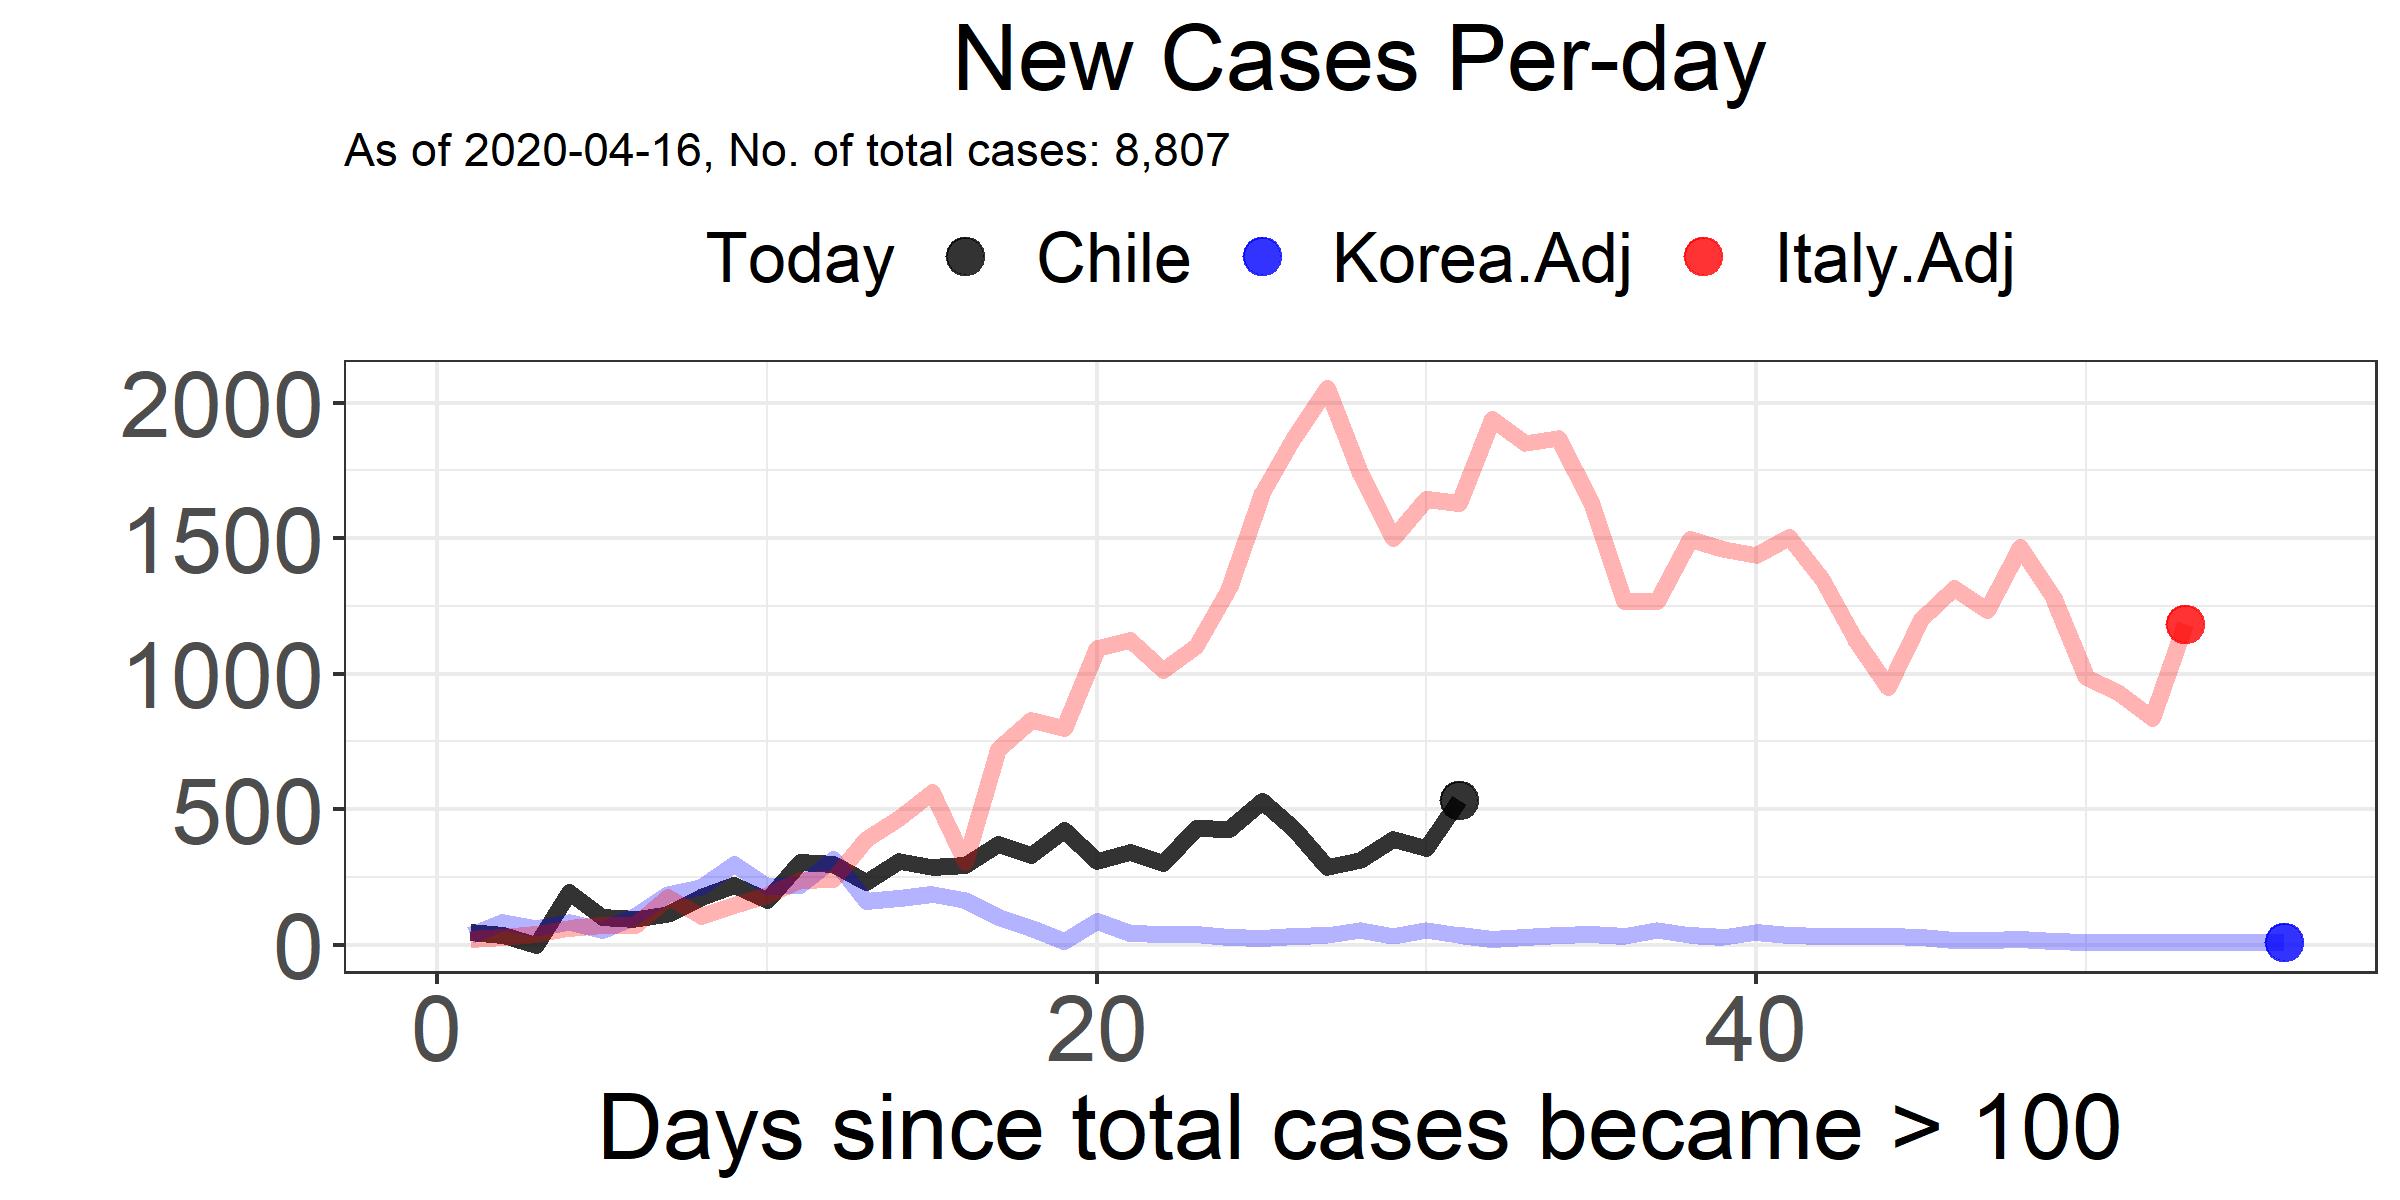 New Cases Per-day
As of 2020-04-16, No. of total cases: 8,807
Today Chile Korea.Adj Italy.Adj
2000
1500
1000
500
0
0 20 40
Days since total cases became > 100